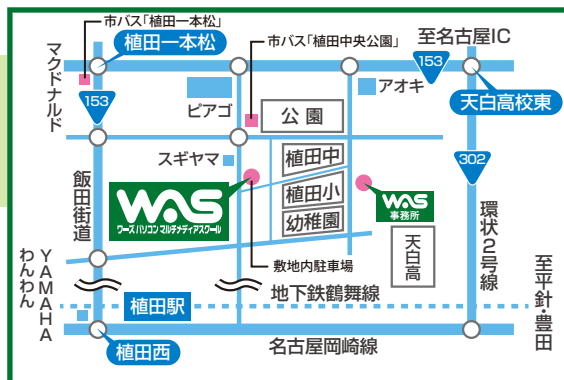 市バス「植田一本松」
植田一本松
市バス「植田中央公園」
至名古屋IC
マクドナルド
153
153
ピアゴ
アオキ
天白高校東
公園
スギヤマ
植田中
302
植田小
WAS
ワーズ パソコン マルチメディアスクール
WAS
事務所
幼稚園
飯田街道
天白高
環状2号線
敷地内駐車場
YAMAHA
わんわん
地下鉄鶴舞線
至平針・豊田
植田駅
植田西
名古屋岡崎線